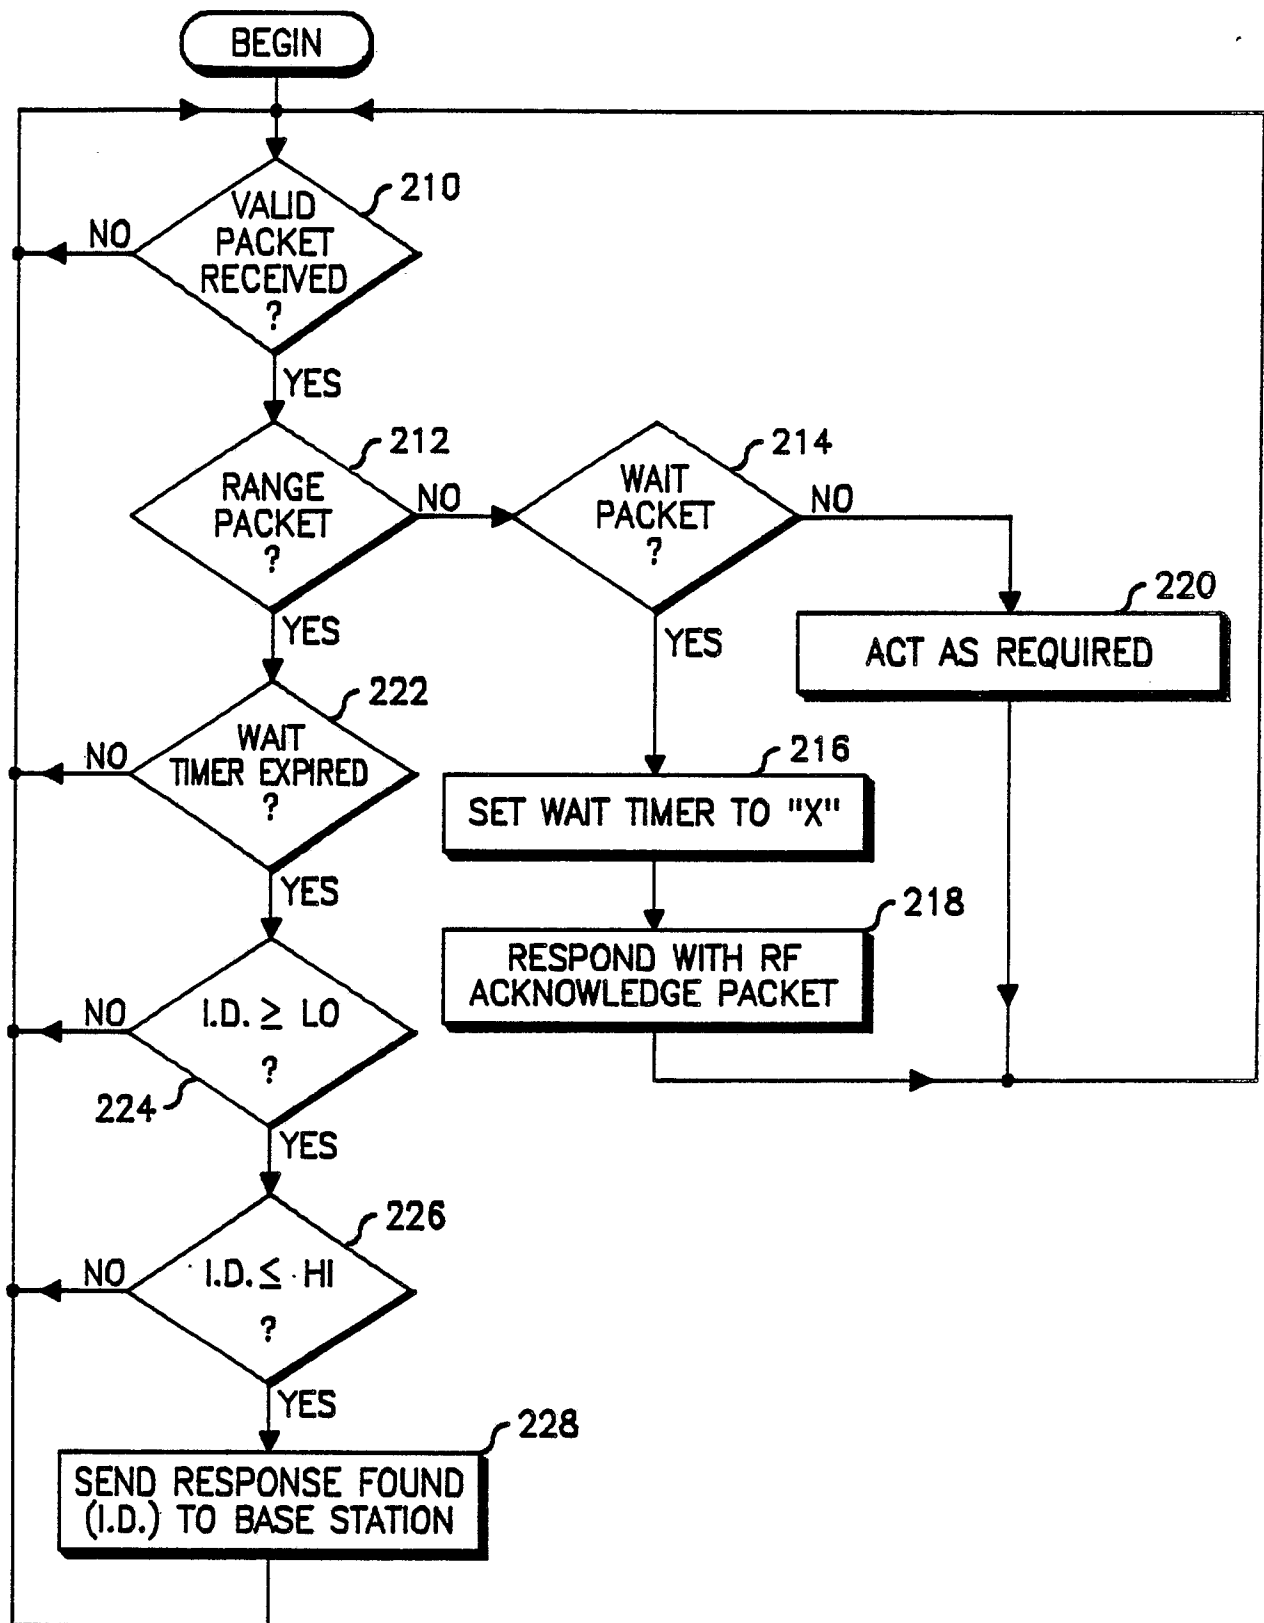 BEGIN
210
VALID
PACKET
RECEIVED
?
NO
YES
212
RANGE
PACKET
?
NO
YES
214
WAIT
PACKET
?
NO
YES
220
ACT AS REQUIRED
222
WAIT
TIMER EXPIRED
?
NO
YES
216
SET WAIT TIMER TO "X"
218
RESPOND WITH RF
ACKNOWLEDGE PACKET
I.D. ≥ LO
?
NO
224
YES
226
I.D. ≤ HI
?
NO
YES
228
SEND RESPONSE FOUND
(I.D.) TO BASE STATION